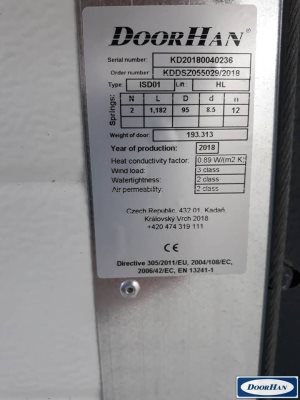 DOORHAN®
Serial number: KD20180040236
Order number KDDSZ055029/2018
Type: ISD01 Lift: HL
Springs: N L D d n
2 1,182 95 8.5 12
Weight of door: 193.313
Year of production: 2018
Heat conductivity factor: 0.89 W/(m2 K)
Wind load: 3 class
Watertightness: 2 class
Air permeability: 2 class
Czech Republic, 432 01, Kadaň
Královský Vrch 2018
+420 474 319 111
CE
Directive 305/2011/EU, 2004/108/EC,
2006/42/EC, EN 13241-1
DOORHAN